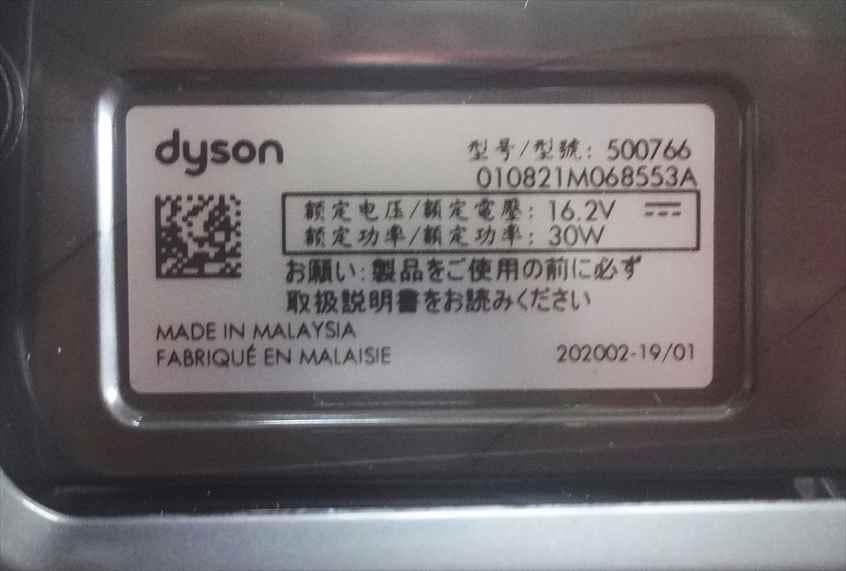 dyson
型号/型號: 500766
010821M068553A
额定电压/額定電壓: 16.2V
额定功率/額定功率: 30W
お願い:製品をご使用の前に必ず
取扱説明書をお読みください
MADE IN MALAYSIA
FABRIQUÉ EN MALAISIE
202002-19/01